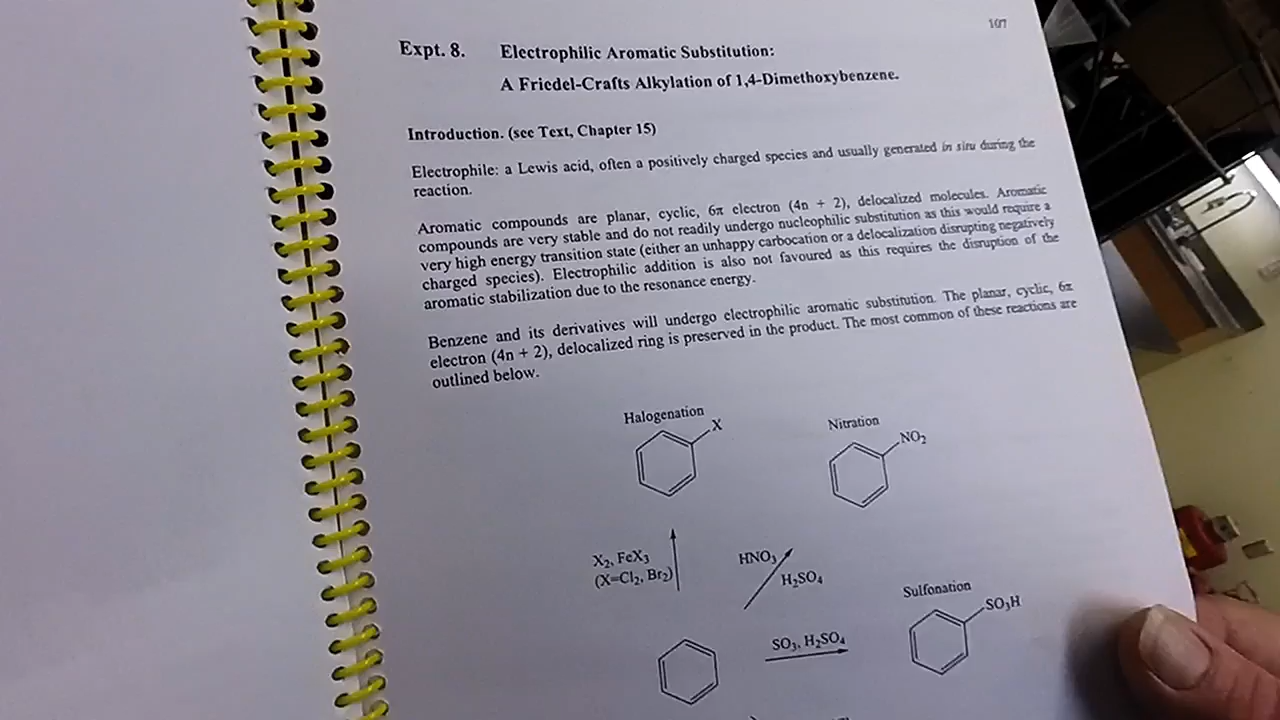 107
Expt. 8. Electrophilic Aromatic Substitution:
A Friedel-Crafts Alkylation of 1,4-Dimethoxybenzene.
Introduction. (see Text, Chapter 15)
Electrophile: a Lewis acid, often a positively charged species and usually generated in situ during the
reaction.
Aromatic compounds are planar, cyclic, 6π electron (4n + 2), delocalized molecules. Aromatic
compounds are very stable and do not readily undergo nucleophilic substitution as this would require a
very high energy transition state (either an unhappy carbocation or a delocalization disrupting negatively
charged species). Electrophilic addition is also not favoured as this requires the disruption of the
aromatic stabilization due to the resonance energy.
Benzene and its derivatives will undergo electrophilic aromatic substitution. The planar, cyclic, 6π
electron (4n + 2), delocalized ring is preserved in the product. The most common of these reactions are
outlined below.
Halogenation
X
Nitration
NO₂
X₂, FeX₃
(X=Cl₂, Br₂)
HNO₃
H₂SO₄
Sulfonation
SO₃H
SO₃, H₂SO₄